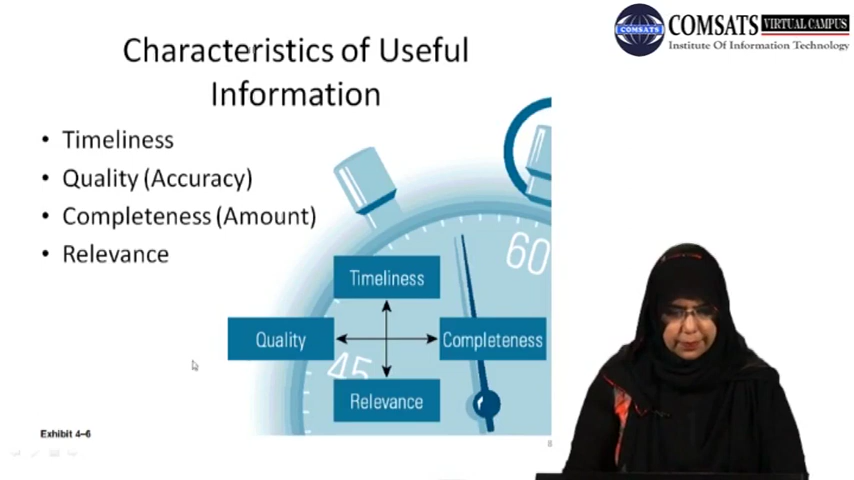 COMSATS
COMSATS VIRTUAL CAMPUS
Institute Of Information Technology
Characteristics of Useful
Information
• Timeliness
• Quality (Accuracy)
• Completeness (Amount)
• Relevance
60
Timeliness
Quality
Completeness
45
Relevance
Exhibit 4–6